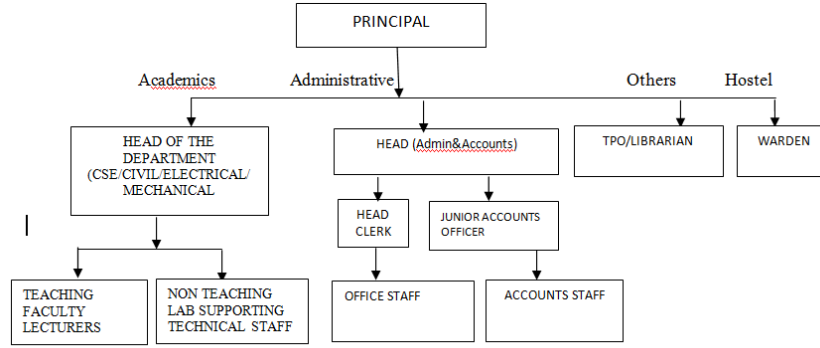 PRINCIPAL
Academics
Administrative
Others
Hostel
HEAD OF THE
DEPARTMENT
(CSE/CIVIL/ELECTRICAL/
MECHANICAL
HEAD (Admin&Accounts)
TPO/LIBRARIAN
WARDEN
HEAD
CLERK
JUNIOR ACCOUNTS
OFFICER
TEACHING
FACULTY
LECTURERS
NON TEACHING
LAB SUPPORTING
TECHNICAL STAFF
OFFICE STAFF
ACCOUNTS STAFF